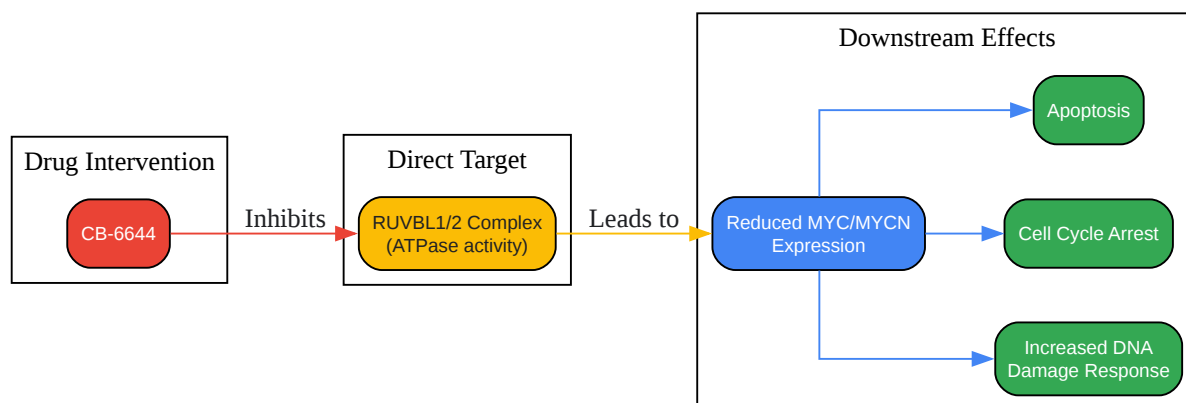 Downstream Effects
Apoptosis
Drug Intervention
Direct Target
CB-6644
Inhibits
RUVBL1/2 Complex
(ATPase activity)
Leads to
Reduced MYC/MYCN
Expression
Cell Cycle Arrest
Increased DNA
Damage Response